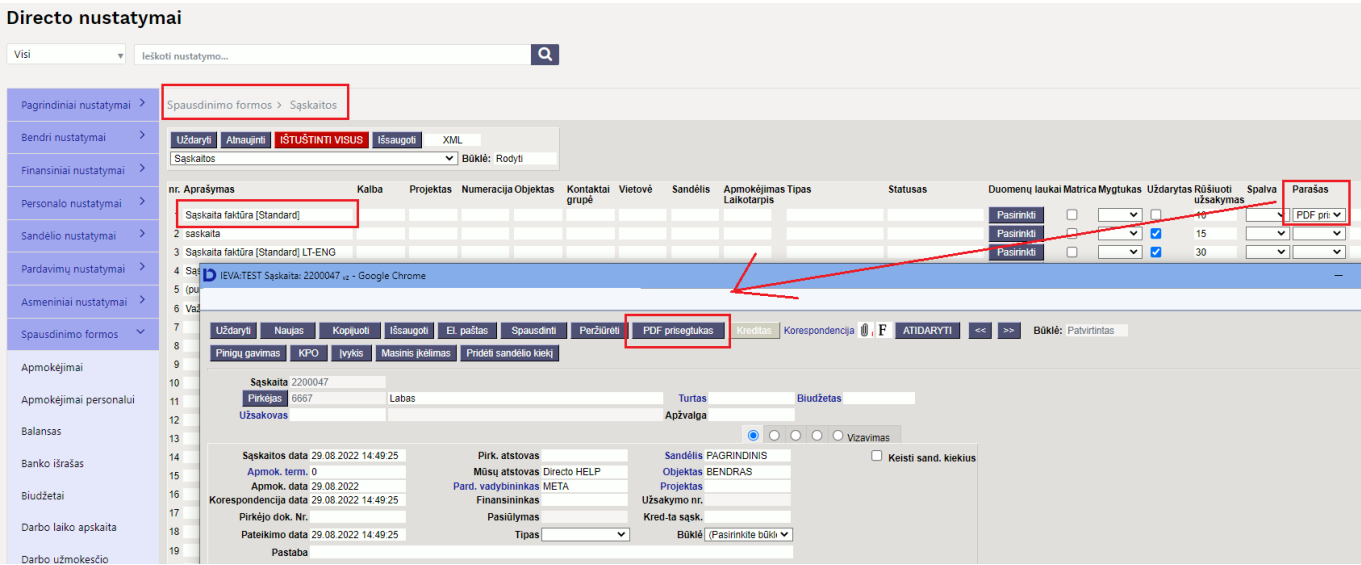 Directo nustatymai
Visi
Ieškoti nustatymo...
Pagrindiniai nustatymai
Bendri nustatymai
Finansiniai nustatymai
Personalo nustatymai
Sandėlio nustatymai
Pardavimų nustatymai
Asmeniniai nustatymai
Spausdinimo formos
Apmokėjimai
Apmokėjimai personalui
Balansas
Banko išrašas
Biudžetai
Darbo laiko apskaita
Darbo užmokesčio
Spausdinimo formos > Sąskaitos
Uždaryti Atnaujinti IŠTUŠTINTI VISUS Išsaugoti XML
Sąskaitos Būklė: Rodyti
nr. Aprašymas Kalba Projektas Numeracija Objektas Kontaktai grupė Vietovė Sandėlis Apmokėjimas Laikotarpis Tipas Statusas Duomenų laukai Matrica Mygtukas Uždarytas Rūšiuoti užsakymas Spalva Parašas
1 Sąskaita faktūra [Standard] Pasirinkti 10
2 saskaita Pasirinkti 15
3 Sąskaita faktūra [Standard] LT-ENG Pasirinkti 30
4
5
6
7
8
9
10
11
12
13
14
15
16
17
18
19
IEVA:TEST Sąskaita: 2200047 v2 - Google Chrome
Uždaryti Naujas Kopijuoti Išsaugoti El. paštas Spausdinti Peržiūrėti PDF prisegtukas Kreditas Korespondencija F ATIDARYTI << >> Būklė: Patvirtintas
Pinigų gavimas KPO Įvykis Masinis įkėlimas Pridėti sandėlio kiekį
Sąskaita 2200047
Pirkėjas 6667 Labas Turtas Biudžetas
Užsakovas Apžvalga
Vizavimas
Sąskaitos data 29.08.2022 14:49:25 Pirk. atstovas Sandėlis PAGRINDINIS Keisti sand. kiekius
Apmok. term. 0 Mūsų atstovas Directo HELP Objektas BENDRAS
Apmok. data 29.08.2022 Pard. vadybininkas META Projektas
Korespondencija data 29.08.2022 14:49:25 Finansininkas Užsakymo nr.
Pirkėjo dok. Nr. Pasiūlymas Kred-ta sąsk.
Pateikimo data 29.08.2022 14:49:25 Tipas Būklė (Pasirinkite
Pastaba